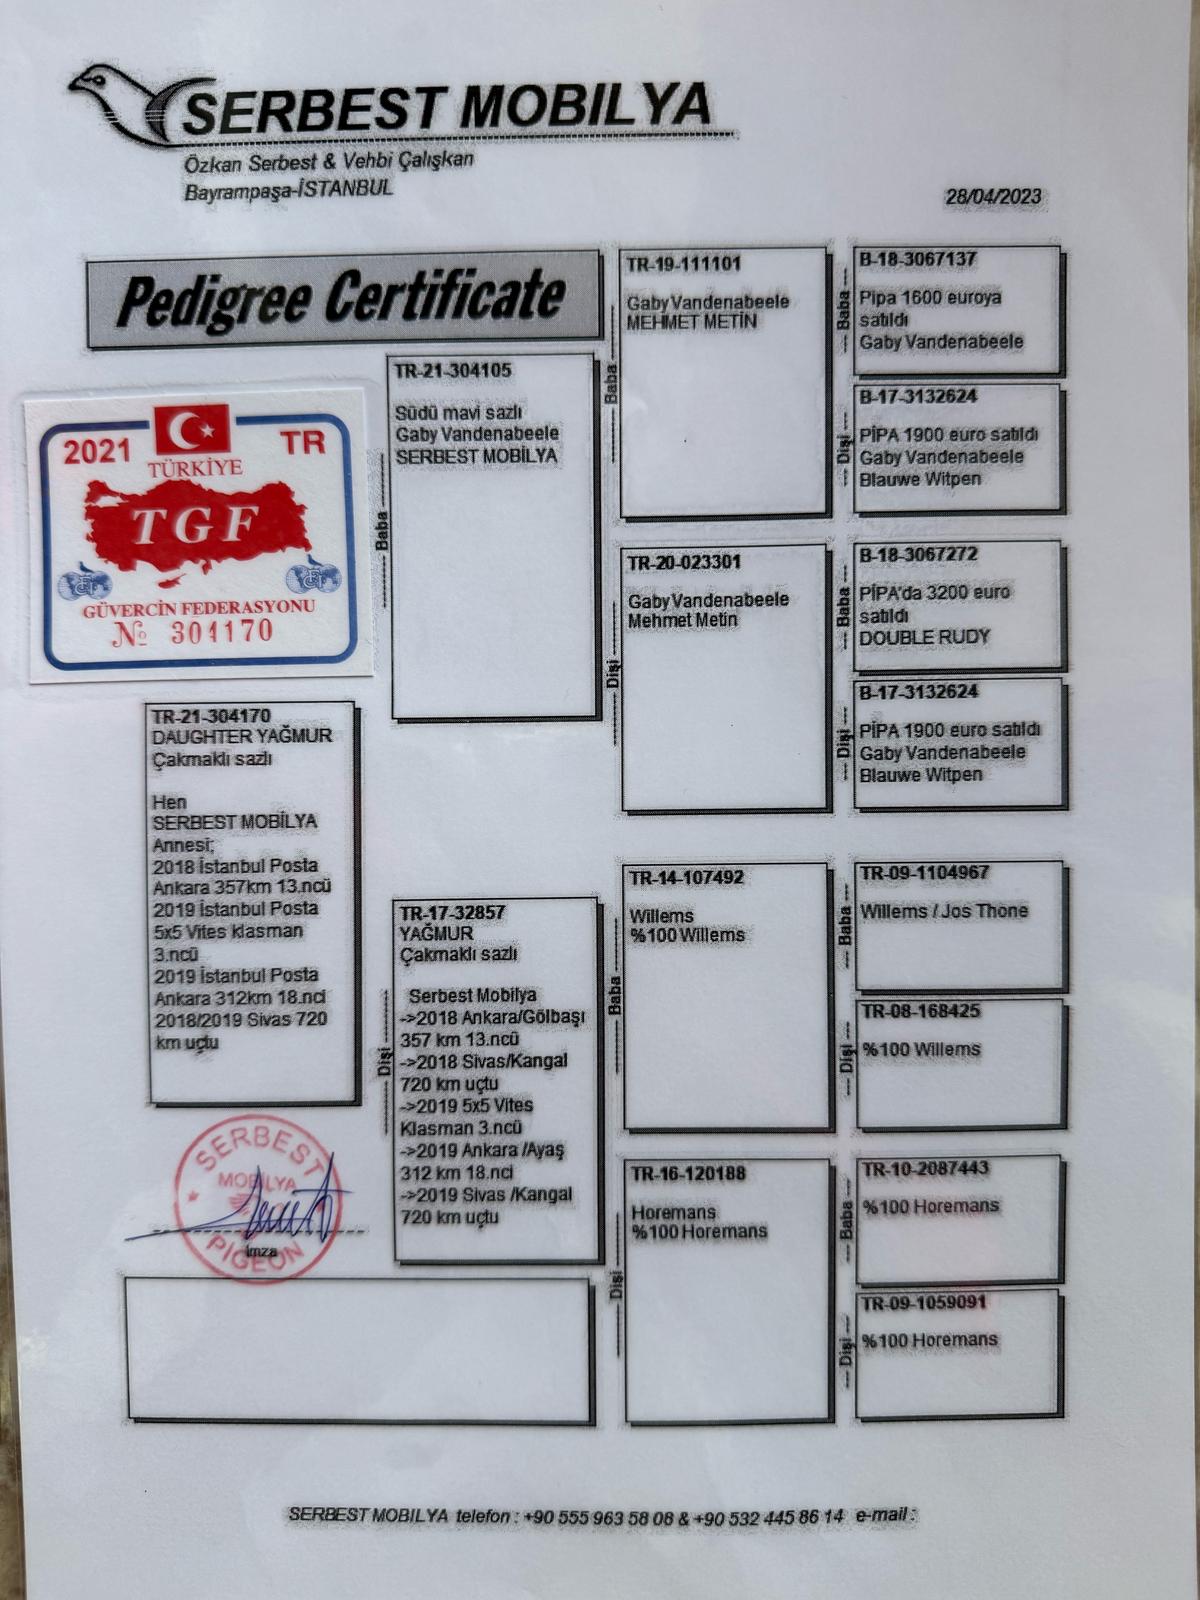 SERBEST MOBILYA
Özkan Serbest & Vehbi Çalışkan
Bayrampaşa-İSTANBUL
28/04/2023
Pedigree Certificate
2021
TR
TÜRKİYE
TGF
GÜVERCİN FEDERASYONU
№ 301170
TR-21-304170
DAUGHTER YAĞMUR
Çakmaklı sazlı
Hen
SERBEST MOBİLYA
Annesi;
2018 İstanbul Posta
Ankara 357km 13.ncü
2019 İstanbul Posta
5x5 Vites klasman
3.ncü
2019 İstanbul Posta
Ankara 312km 18.nci
2018/2019 Sivas 720
km uçtu
SERBEST
MOBİLYA
PIGEON
İmza
--- Baba ---
TR-21-304105
Südü mavi sazlı
Gaby Vandenabeele
SERBEST MOBİLYA
--- Dişi ---
TR-17-32857
YAĞMUR
Çakmaklı sazlı
Serbest Mobilya
->2018 Ankara/Gölbaşı
357 km 13.ncü
->2018 Sivas/Kangal
720 km uçtu
->2019 5x5 Vites
Klasman 3.ncü
->2019 Ankara /Ayaş
312 km 18.nci
->2019 Sivas /Kangal
720 km uçtu
--- Baba ---
TR-19-111101
Gaby Vandenabeele
MEHMET METİN
--- Dişi ---
TR-20-023301
Gaby Vandenabeele
Mehmet Metin
--- Baba ---
TR-14-107492
Willems
%100 Willems
--- Dişi ---
TR-16-120188
Horemans
%100 Horemans
--- Baba ---
B-18-3067137
Pipa 1600 euroya
satıldı
Gaby Vandenabeele
--- Dişi ---
B-17-3132624
PİPA 1900 euro satıldı
Gaby Vandenabeele
Blauwe Witpen
--- Baba ---
B-18-3067272
PİPA'da 3200 euro
satıldı
DOUBLE RUDY
--- Dişi ---
B-17-3132624
PİPA 1900 euro satıldı
Gaby Vandenabeele
Blauwe Witpen
--- Baba ---
TR-09-1104967
Willems / Jos Thone
--- Dişi ---
TR-08-168425
%100 Willems
--- Baba ---
TR-10-2087443
%100 Horemans
--- Dişi ---
TR-09-1059091
%100 Horemans
SERBEST MOBILYA telefon : +90 555 963 58 08 & +90 532 445 86 14 e-mail :